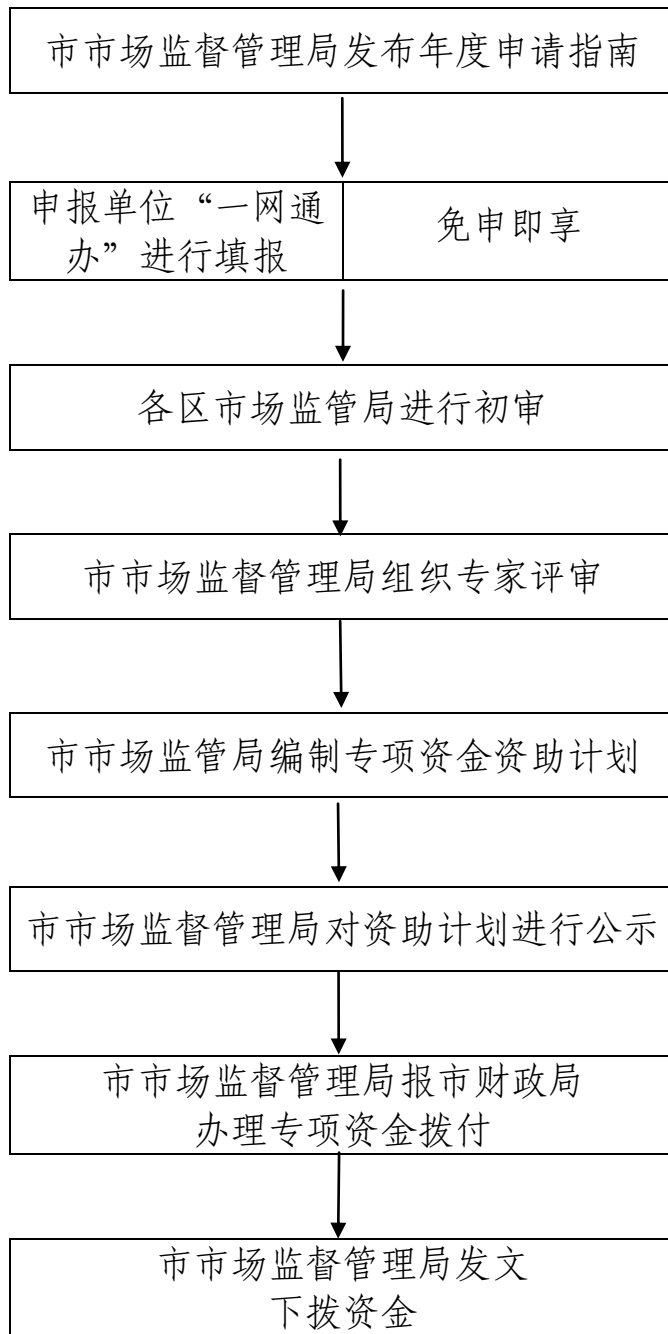 市市场监督管理局发布年度申请指南
申报单位“一网通
办”进行填报
免申即享
各区市场监管局进行初审
市市场监督管理局组织专家评审
市市场监管局编制专项资金资助计划
市市场监督管理局对资助计划进行公示
市市场监督管理局报市财政局
办理专项资金拨付
市市场监督管理局发文
下拨资金